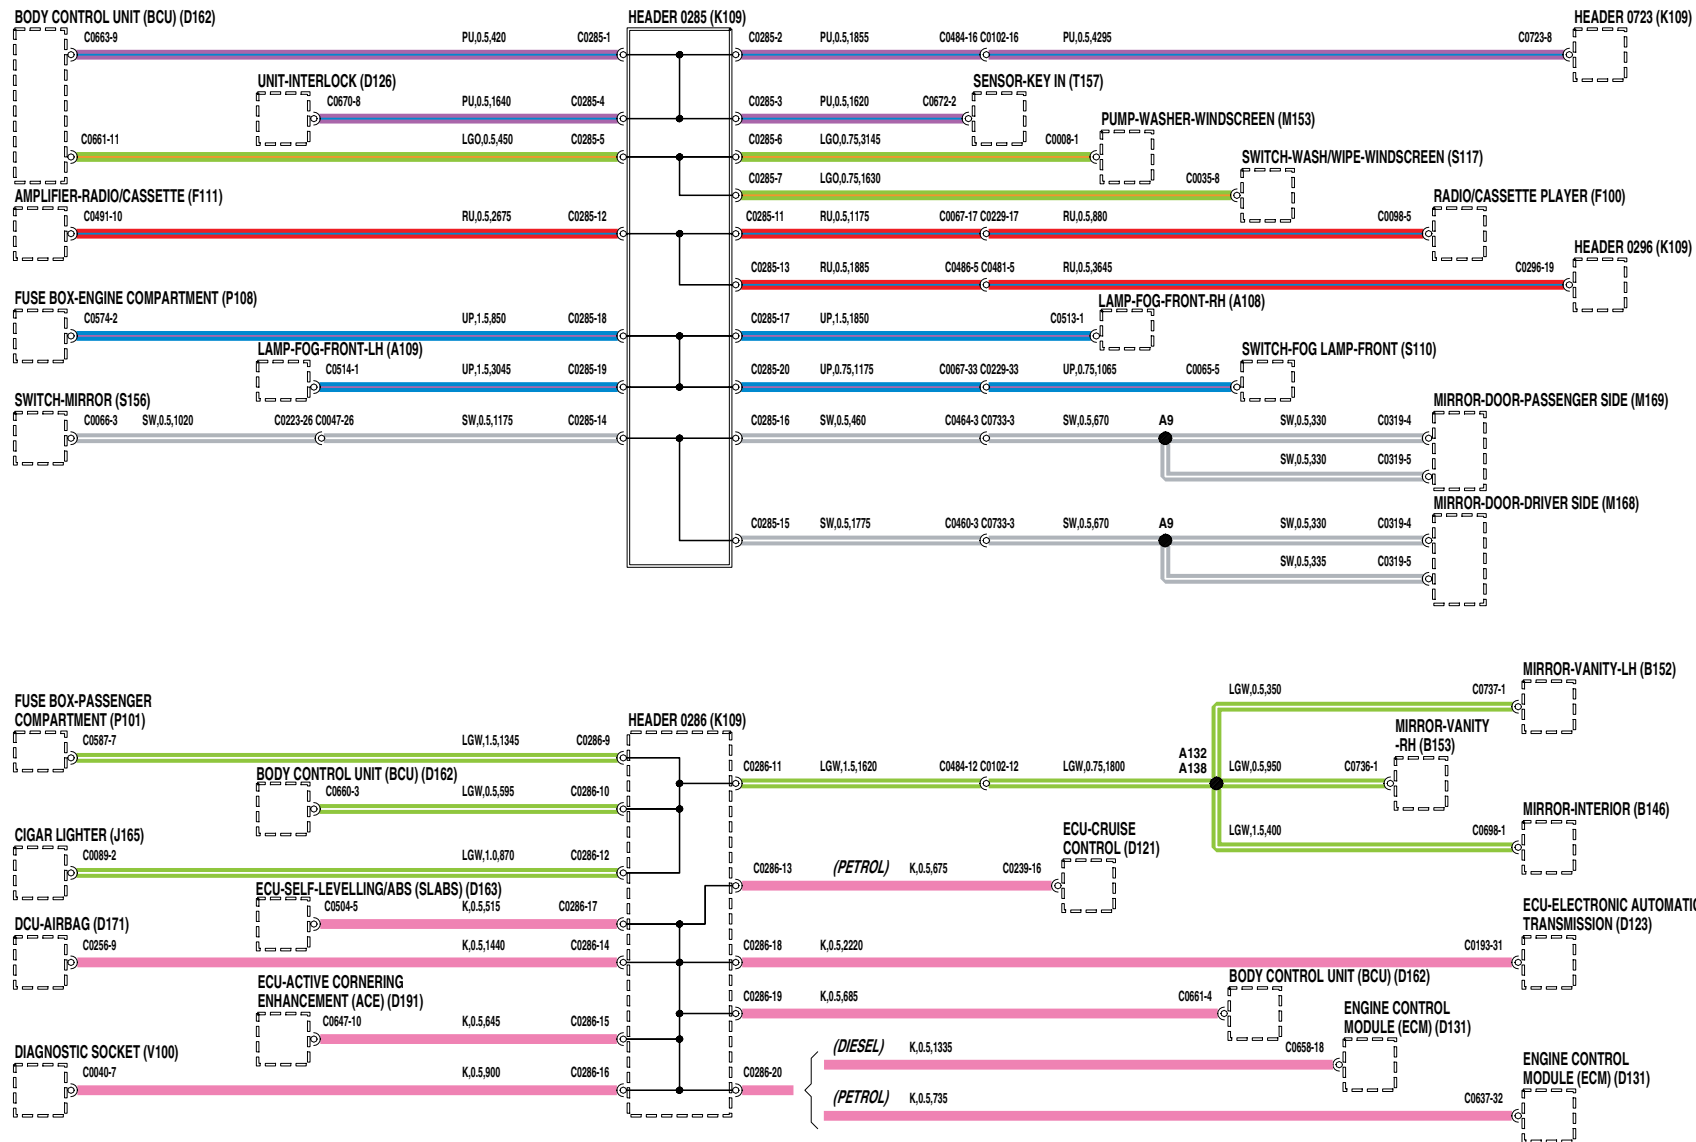 BODY CONTROL UNIT (BCU) (D162)
HEADER 0285 (K109)
HEADER 0723 (K109)
C0663-9 PU,0.5,420 C0285-1
C0285-2 PU,0.5,1855 C0484-16 C0102-16 PU,0.5,4295 C0723-8
UNIT-INTERLOCK (D126)
SENSOR-KEY IN (T157)
C0670-8 PU,0.5,1640 C0285-4
C0285-3 PU,0.5,1620 C0672-2
PUMP-WASHER-WINDSCREEN (M153)
C0661-11 LGO,0.5,450 C0285-5
C0285-6 LGO,0.75,3145 C0008-1
SWITCH-WASH/WIPE-WINDSCREEN (S117)
C0285-7 LGO,0.75,1630 C0035-8
AMPLIFIER-RADIO/CASSETTE (F111)
RADIO/CASSETTE PLAYER (F100)
C0491-10 RU,0.5,2675 C0285-12
C0285-11 RU,0.5,1175 C0067-17 C0229-17 RU,0.5,880 C0098-5
HEADER 0296 (K109)
C0285-13 RU,0.5,1885 C0486-5 C0481-5 RU,0.5,3645 C0296-19
FUSE BOX-ENGINE COMPARTMENT (P108)
LAMP-FOG-FRONT-RH (A108)
C0574-2 UP,1.5,850 C0285-18
C0285-17 UP,1.5,1850 C0513-1
LAMP-FOG-FRONT-LH (A109)
SWITCH-FOG LAMP-FRONT (S110)
C0514-1 UP,1.5,3045 C0285-19
C0285-20 UP,0.75,1175 C0067-33 C0229-33 UP,0.75,1065 C0065-5
SWITCH-MIRROR (S156)
MIRROR-DOOR-PASSENGER SIDE (M169)
C0066-3 SW,0.5,1020 C0223-26 C0047-26 SW,0.5,1175 C0285-14
C0285-16 SW,0.5,460 C0464-3 C0733-3 SW,0.5,670 A9 SW,0.5,330 C0319-4
SW,0.5,330 C0319-5
MIRROR-DOOR-DRIVER SIDE (M168)
C0285-15 SW,0.5,1775 C0460-3 C0733-3 SW,0.5,670 A9 SW,0.5,330 C0319-4
SW,0.5,335 C0319-5
MIRROR-VANITY-LH (B152)
LGW,0.5,350 C0737-1
FUSE BOX-PASSENGER
COMPARTMENT (P101)
HEADER 0286 (K109)
MIRROR-VANITY
-RH (B153)
C0587-7 LGW,1.5,1345 C0286-9
A132
A138
C0286-11 LGW,1.5,1620 C0484-12 C0102-12 LGW,0.75,1800 LGW,0.5,950 C0736-1
BODY CONTROL UNIT (BCU) (D162)
C0660-3 LGW,0.5,595 C0286-10
MIRROR-INTERIOR (B146)
LGW,1.5,400 C0698-1
CIGAR LIGHTER (J165)
C0089-2 LGW,1.0,870 C0286-12
ECU-CRUISE
CONTROL (D121)
C0286-13 (PETROL) K,0.5,675 C0239-16
ECU-SELF-LEVELLING/ABS (SLABS) (D163)
C0504-5 K,0.5,515 C0286-17
ECU-ELECTRONIC AUTOMATIC
TRANSMISSION (D123)
DCU-AIRBAG (D171)
C0256-9 K,0.5,1440 C0286-14
C0286-18 K,0.5,2220 C0193-31
ECU-ACTIVE CORNERING
ENHANCEMENT (ACE) (D191)
BODY CONTROL UNIT (BCU) (D162)
C0286-19 K,0.5,685 C0661-4
C0647-10 K,0.5,645 C0286-15
ENGINE CONTROL
MODULE (ECM) (D131)
(DIESEL) K,0.5,1335 C0658-18
DIAGNOSTIC SOCKET (V100)
C0040-7 K,0.5,900 C0286-16
C0286-20
ENGINE CONTROL
MODULE (ECM) (D131)
(PETROL) K,0.5,735 C0637-32